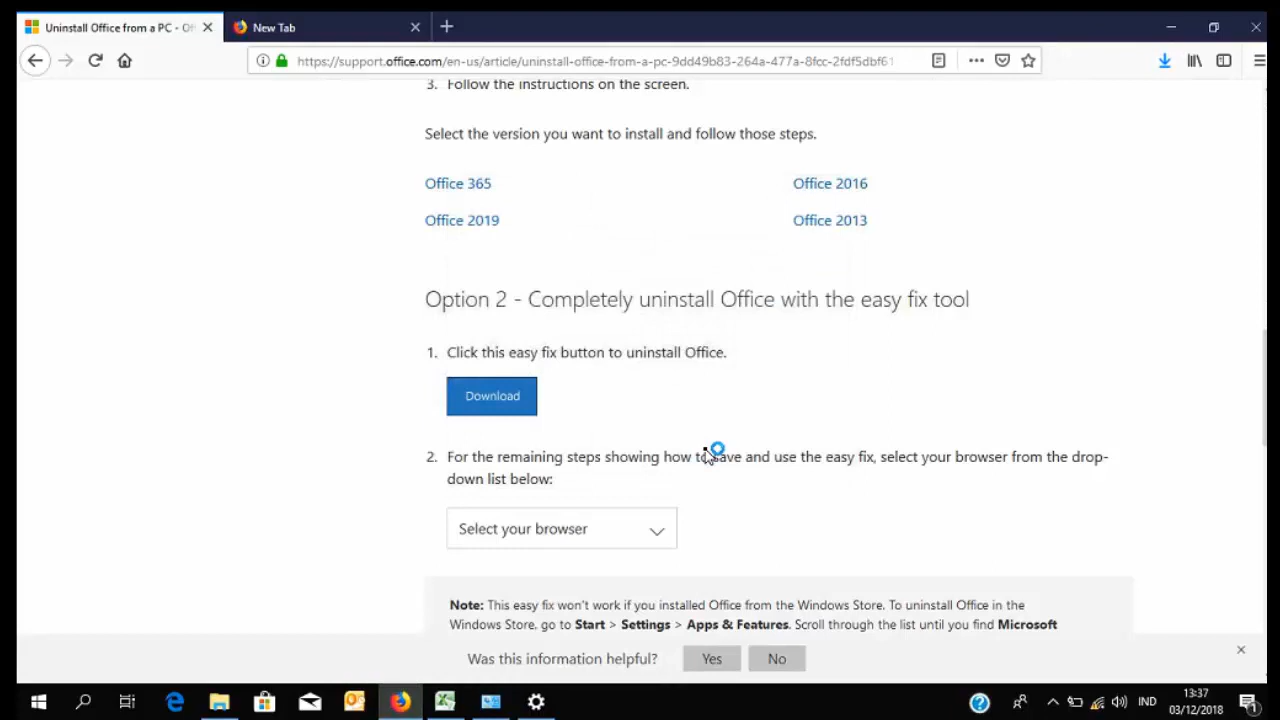 Uninstall Office from a PC - Of
New Tab
https://support.office.com/en-us/article/uninstall-office-from-a-pc-9dd49b83-264a-477a-8fcc-2fdf5dbf61
3. Follow the instructions on the screen.
Select the version you want to install and follow those steps.
Office 365
Office 2016
Office 2019
Office 2013
Option 2 - Completely uninstall Office with the easy fix tool
1. Click this easy fix button to uninstall Office.
Download
2. For the remaining steps showing how to save and use the easy fix, select your browser from the drop-
down list below:
Select your browser
Note: This easy fix won't work if you installed Office from the Windows Store. To uninstall Office in the
Windows Store, go to Start > Settings > Apps & Features. Scroll through the list until you find Microsoft
Was this information helpful?
Yes
No
IND
13:37
03/12/2018
1